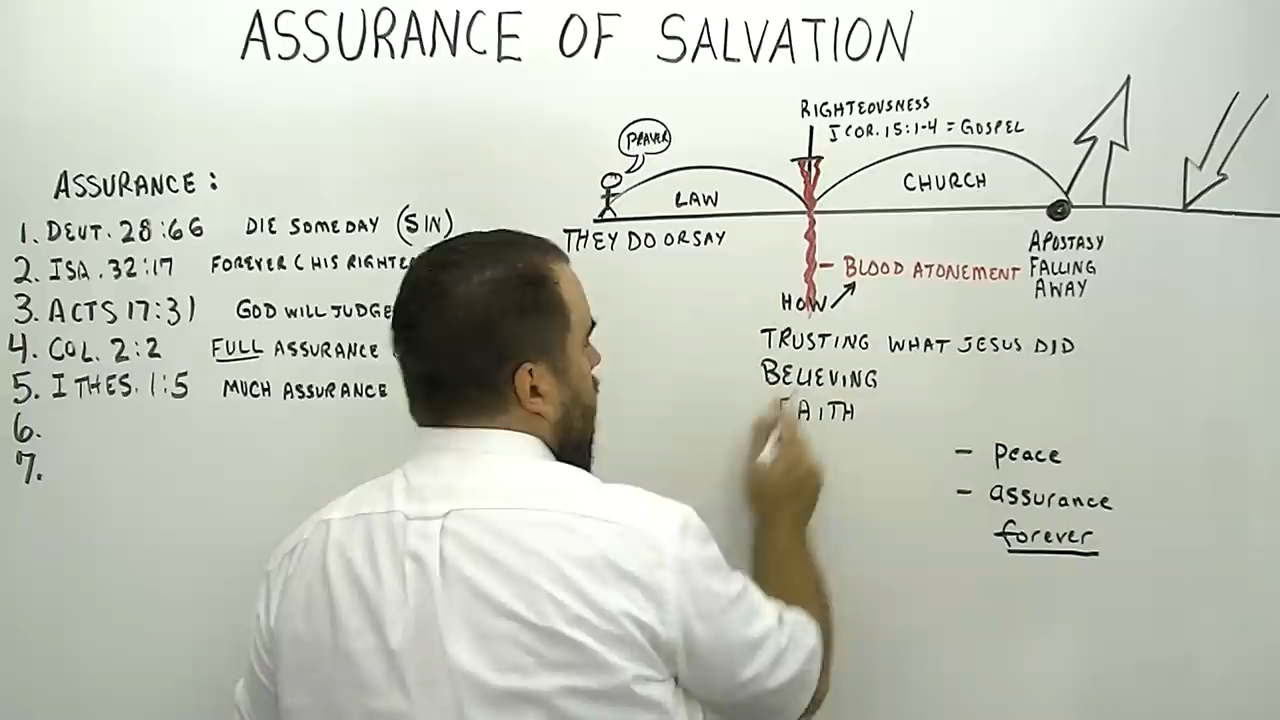 ASSURANCE OF SALVATION
ASSURANCE:
1. DEUT. 28:66 DIE SOMEDAY (SIN)
2. ISA. 32:17 FOREVER (HIS
3. ACTS 17:31 GOD WILL JUDGE
4. COL. 2:2 FULL ASSURANCE
5. I THES. 1:5 MUCH ASSURANCE
6.
7.
PRAYER
LAW
THEY DO OR SAY
RIGHTEOUSNESS
I COR. 15:1-4 = GOSPEL
CHURCH
- BLOOD ATONEMENT
HOW
APOSTASY
FALLING
AWAY
TRUSTING WHAT JESUS DID
BELIEVING
FAITH
- peace
- assurance
forever